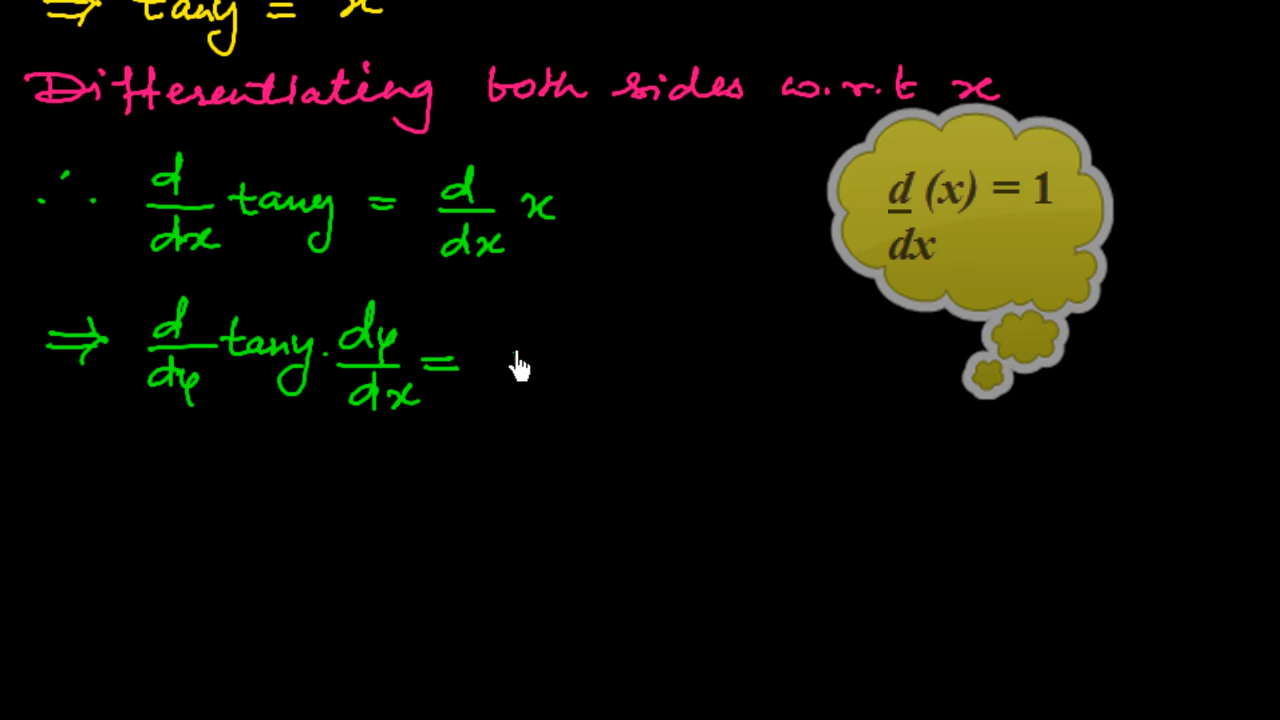 ⇒ tany = x
Differentiating both sides w.r.t x
∴ d/dx tany = d/dx x
d/dx (x) = 1
⇒ d/dy tany . dy/dx =